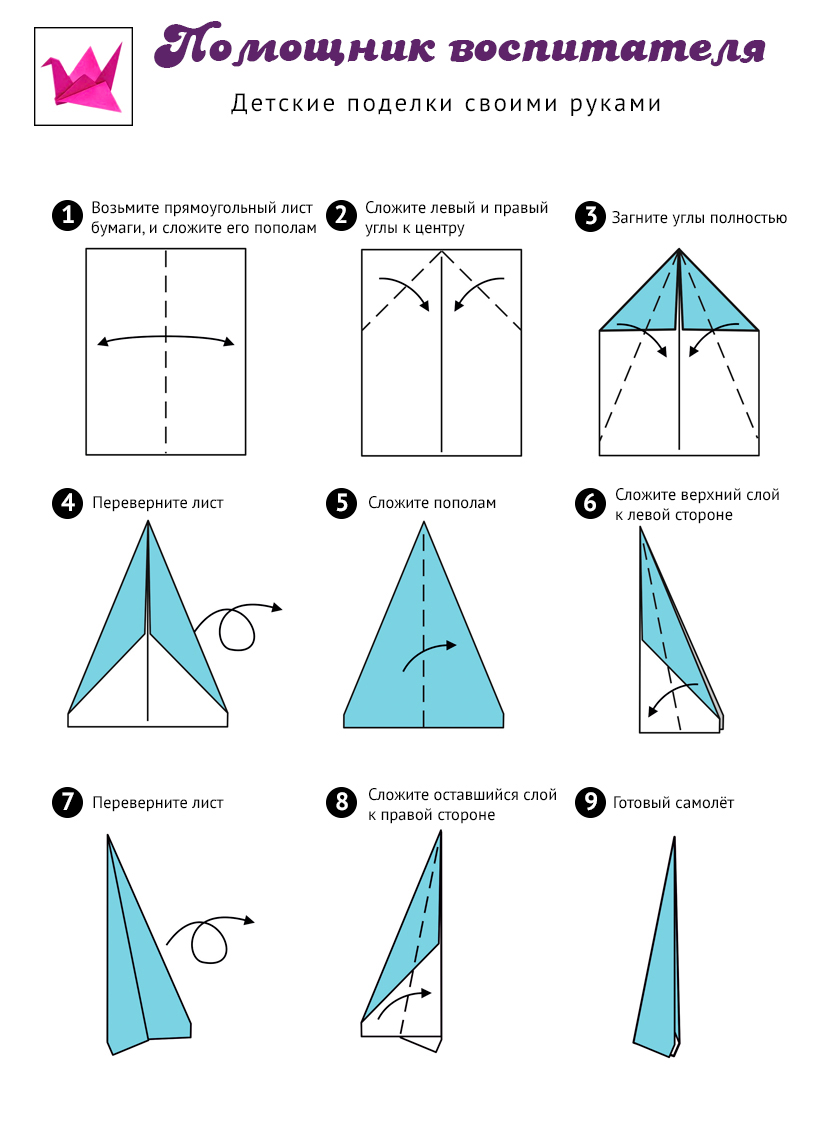 Помощник воспитателя
Детские поделки своими руками
1 Возьмите прямоугольный лист
бумаги, и сложите его пополам
2 Сложите левый и правый
углы к центру
3 Загните углы полностью
4 Переверните лист
5 Сложите пополам
6 Сложите верхний слой
к левой стороне
7 Переверните лист
8 Сложите оставшийся слой
к правой стороне
9 Готовый самолёт